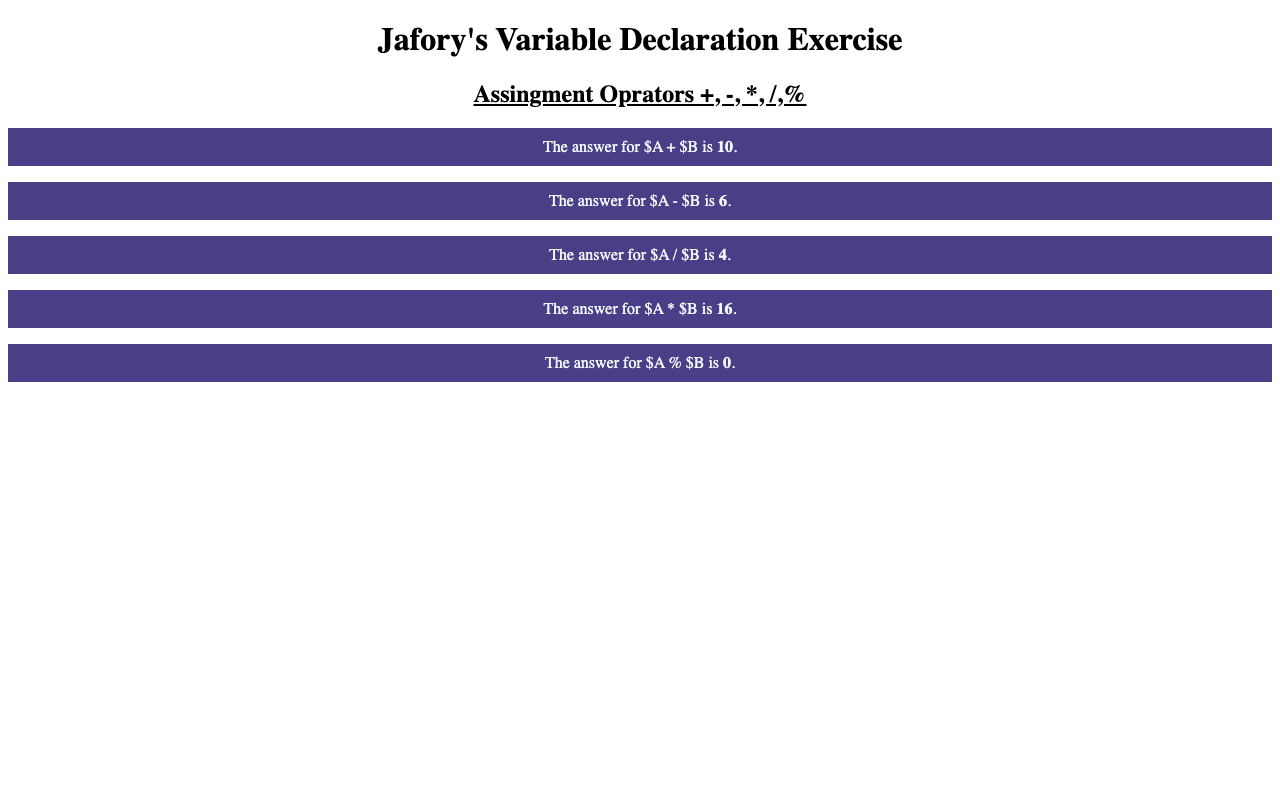 Jafory's Variable Declaration Exercise
Assingment Oprators +, -, *, /,%
The answer for $A + $B is 10.
The answer for $A - $B is 6.
The answer for $A / $B is 4.
The answer for $A * $B is 16.
The answer for $A % $B is 0.